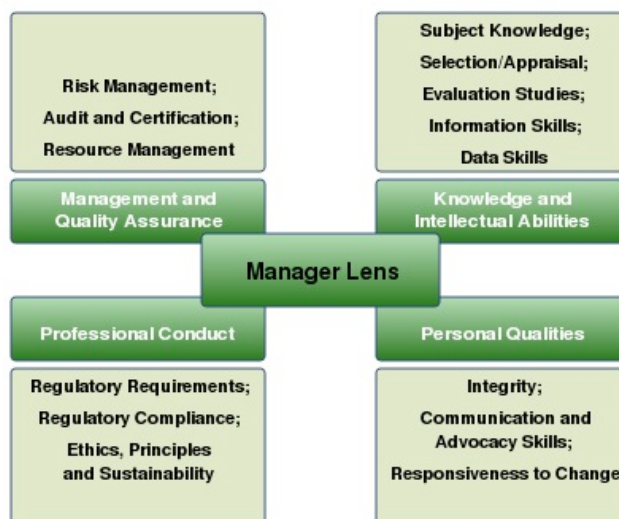 Risk Management;
Audit and Certification;
Resource Management
Management and
Quality Assurance
Subject Knowledge;
Selection/Appraisal;
Evaluation Studies;
Information Skills;
Data Skills
Knowledge and
Intellectual Abilities
Manager Lens
Professional Conduct
Regulatory Requirements;
Regulatory Compliance;
Ethics, Principles
and Sustainability
Personal Qualities
Integrity;
Communication and
Advocacy Skills;
Responsiveness to Change